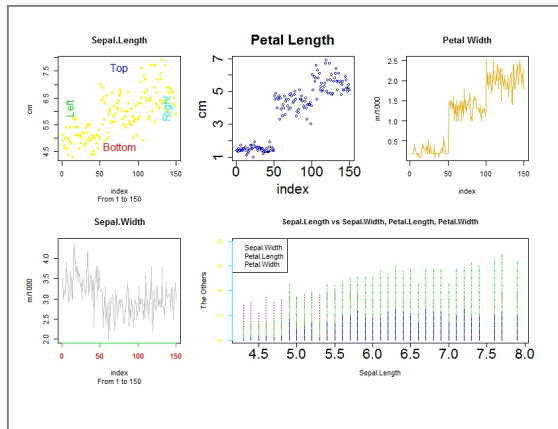 Sepal.Length
Petal Length
Petal Width
cm
4.5 5.5 6.5 7.5
Top
Left
Right
Bottom
0 50 100 150
index
From 1 to 150
cm
1 3 5 7
0 50 100 150
index
m/1000
0.5 1.0 1.5 2.0 2.5
0 50 100 150
index
Sepal.Width
m/1000
2.0 2.5 3.0 3.5 4.0
0 50 100 150
index
From 1 to 150
Sepal.Length vs Sepal.Width, Petal.Length, Petal.Width
The Others
0 2 4 6 8
Sepal.Width
Petal.Length
Petal.Width
4.5 5.0 5.5 6.0 6.5 7.0 7.5 8.0
Sepal.Length